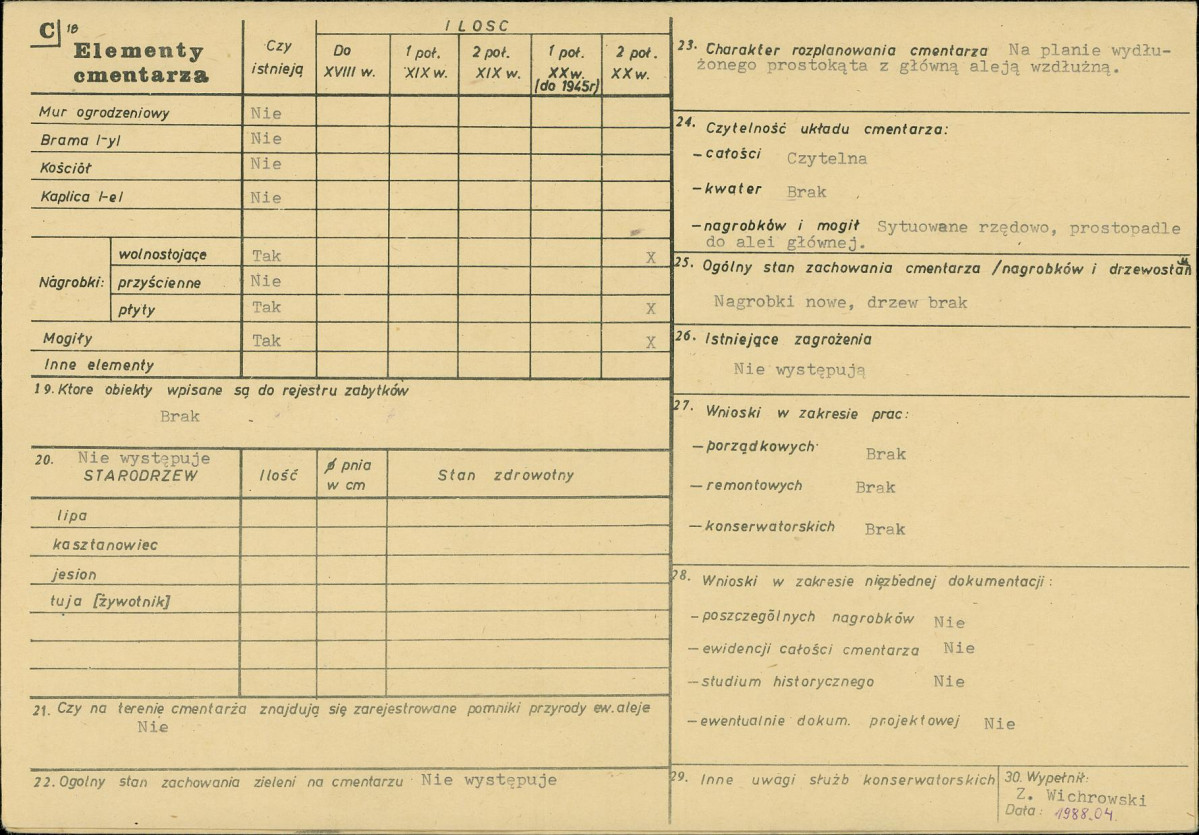 C 18
Elementy
cmentarza
Czy
istnieją
ILOSC
Do
XVIII w.
1 poł.
XIX w.
2 poł.
XIX w.
1 poł.
XXw.
(do 1945r)
2 poł.
XX w.
Mur ogrodzeniowy Nie
Brama l-yl Nie
Kościół Nie
Kaplica l-el Nie
Nagrobki:
wolnostojące Tak X
przyścienne Nie
płyty Tak X
Mogiły Tak X
Inne elementy
19. Ktore obiekty wpisane są do rejestru zabytków
Brak
20. Nie występuje
STARODRZEW
Ilość
ø pnia
w cm
Stan zdrowotny
lipa
kasztanowiec
jesion
tuja [żywotnik]
21. Czy na terenie cmentarza znajdują się zarejestrowane pomniki przyrody ew. aleje
Nie
22. Ogolny stan zachowania zieleni na cmentarzu Nie występuje
23. Charakter rozplanowania cmentarza Na planie wydłu-
żonego prostokąta z główną aleją wzdłużną.
24. Czytelność układu cmentarza:
- całości Czytelna
- kwater Brak
- nagrobków i mogił Sytuowane rzędowo, prostopadle
do alei głównej.
25. Ogólny stan zachowania cmentarza /nagrobków i drzewostan
Nagrobki nowe, drzew brak
26. Istniejące zagrożenia
Nie występują
27. Wnioski w zakresie prac:
- porządkowych Brak
- remontowych Brak
- konserwatorskich Brak
28. Wnioski w zakresie nięzbednej dokumentacji:
- poszczególnych nagrobków Nie
- ewidencji całości cmentarza Nie
- studium historycznego Nie
- ewentualnie dokum. projektowej Nie
29. Inne uwagi służb konserwatorskich
30. Wypełnił:
Z. Wichrowski
Data: 1988.04.